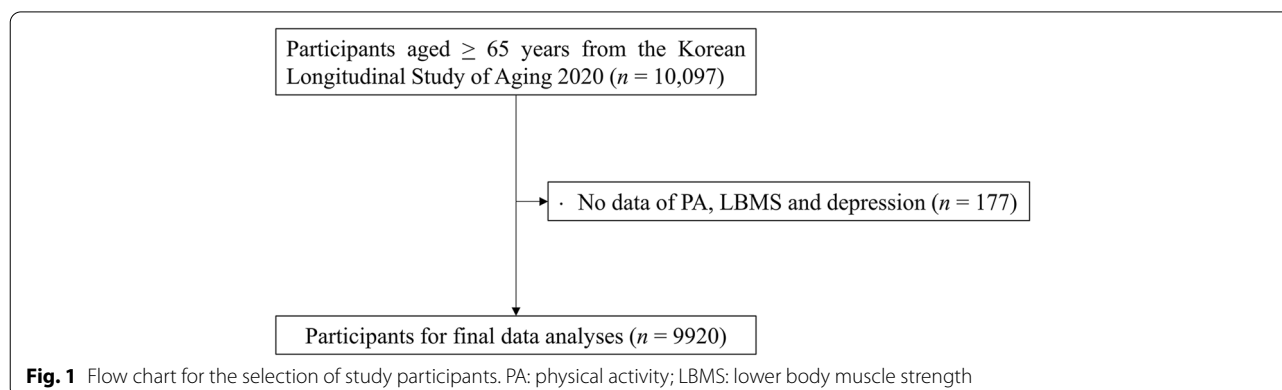 Participants aged ≥ 65 years from the Korean
Longitudinal Study of Aging 2020 (n = 10,097)
· No data of PA, LBMS and depression (n = 177)
Participants for final data analyses (n = 9920)
Fig. 1 Flow chart for the selection of study participants. PA: physical activity; LBMS: lower body muscle strength